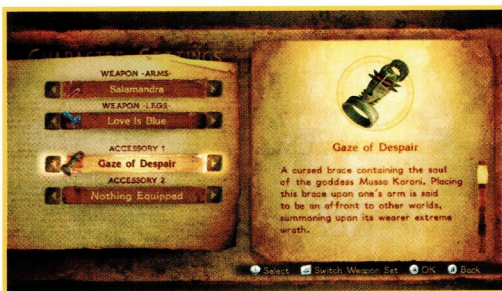 CHARACTER SETTINGS
WEAPON -ARMS-
Salamandra
WEAPON -LEGS-
Love Is Blue
ACCESSORY 1
Gaze of Despair
ACCESSORY 2
Nothing Equipped
Gaze of Despair
A cursed brace containing the soul
of the goddess Musso Koroni. Placing
this brace upon one's arm is said
to be an affront to other worlds,
summoning upon its wearer extreme
wrath.
Select Switch Weapon Set OK Back